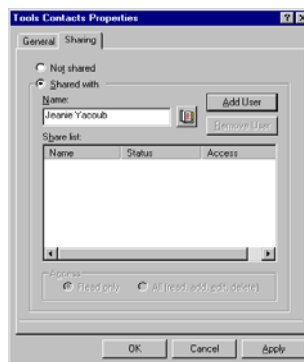 Tools Contacts Properties
General Sharing
Not shared
Shared with
Name:
Jeanie Yacoub
Add User
Remove User
Share list:
Name Status Access
Access
Read only All (read, add, edit, delete)
OK Cancel Apply